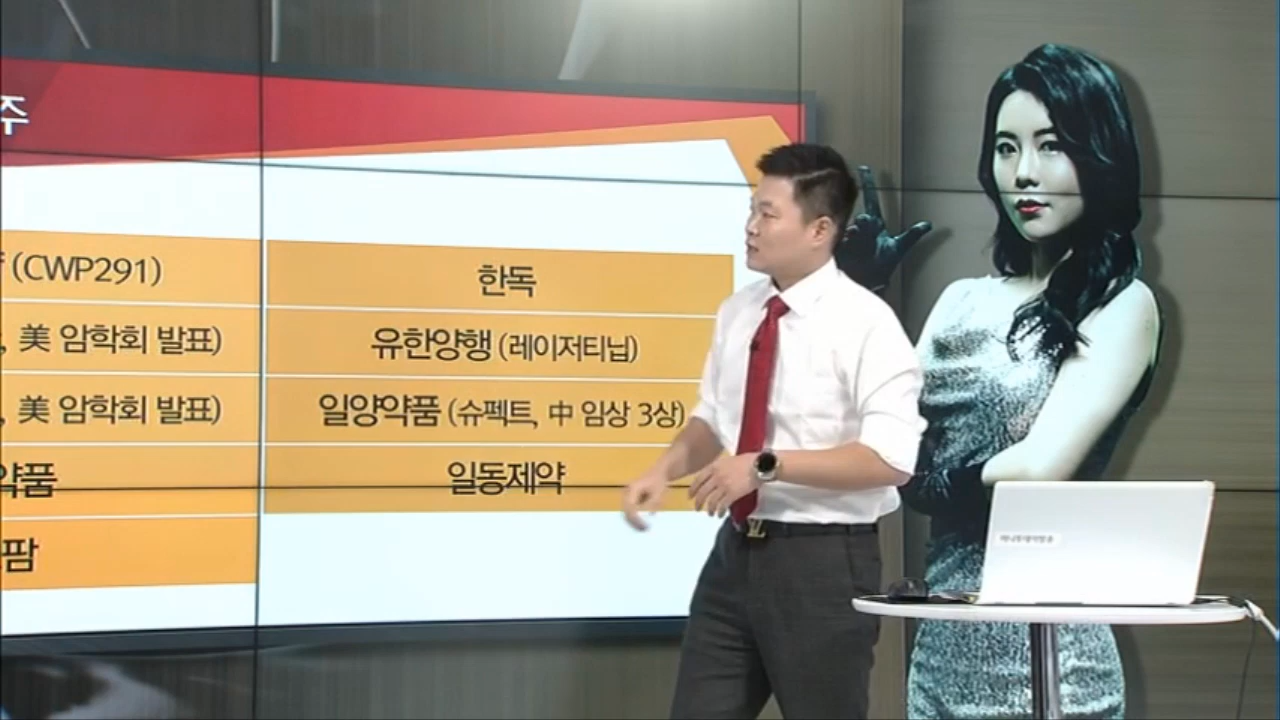 주
(CWP291)
, 美 암학회 발표)
, 美 암학회 발표)
약품
팜
한독
유한양행 (레이저티닙)
일양약품 (슈펙트, 中 임상 3상)
일동제약